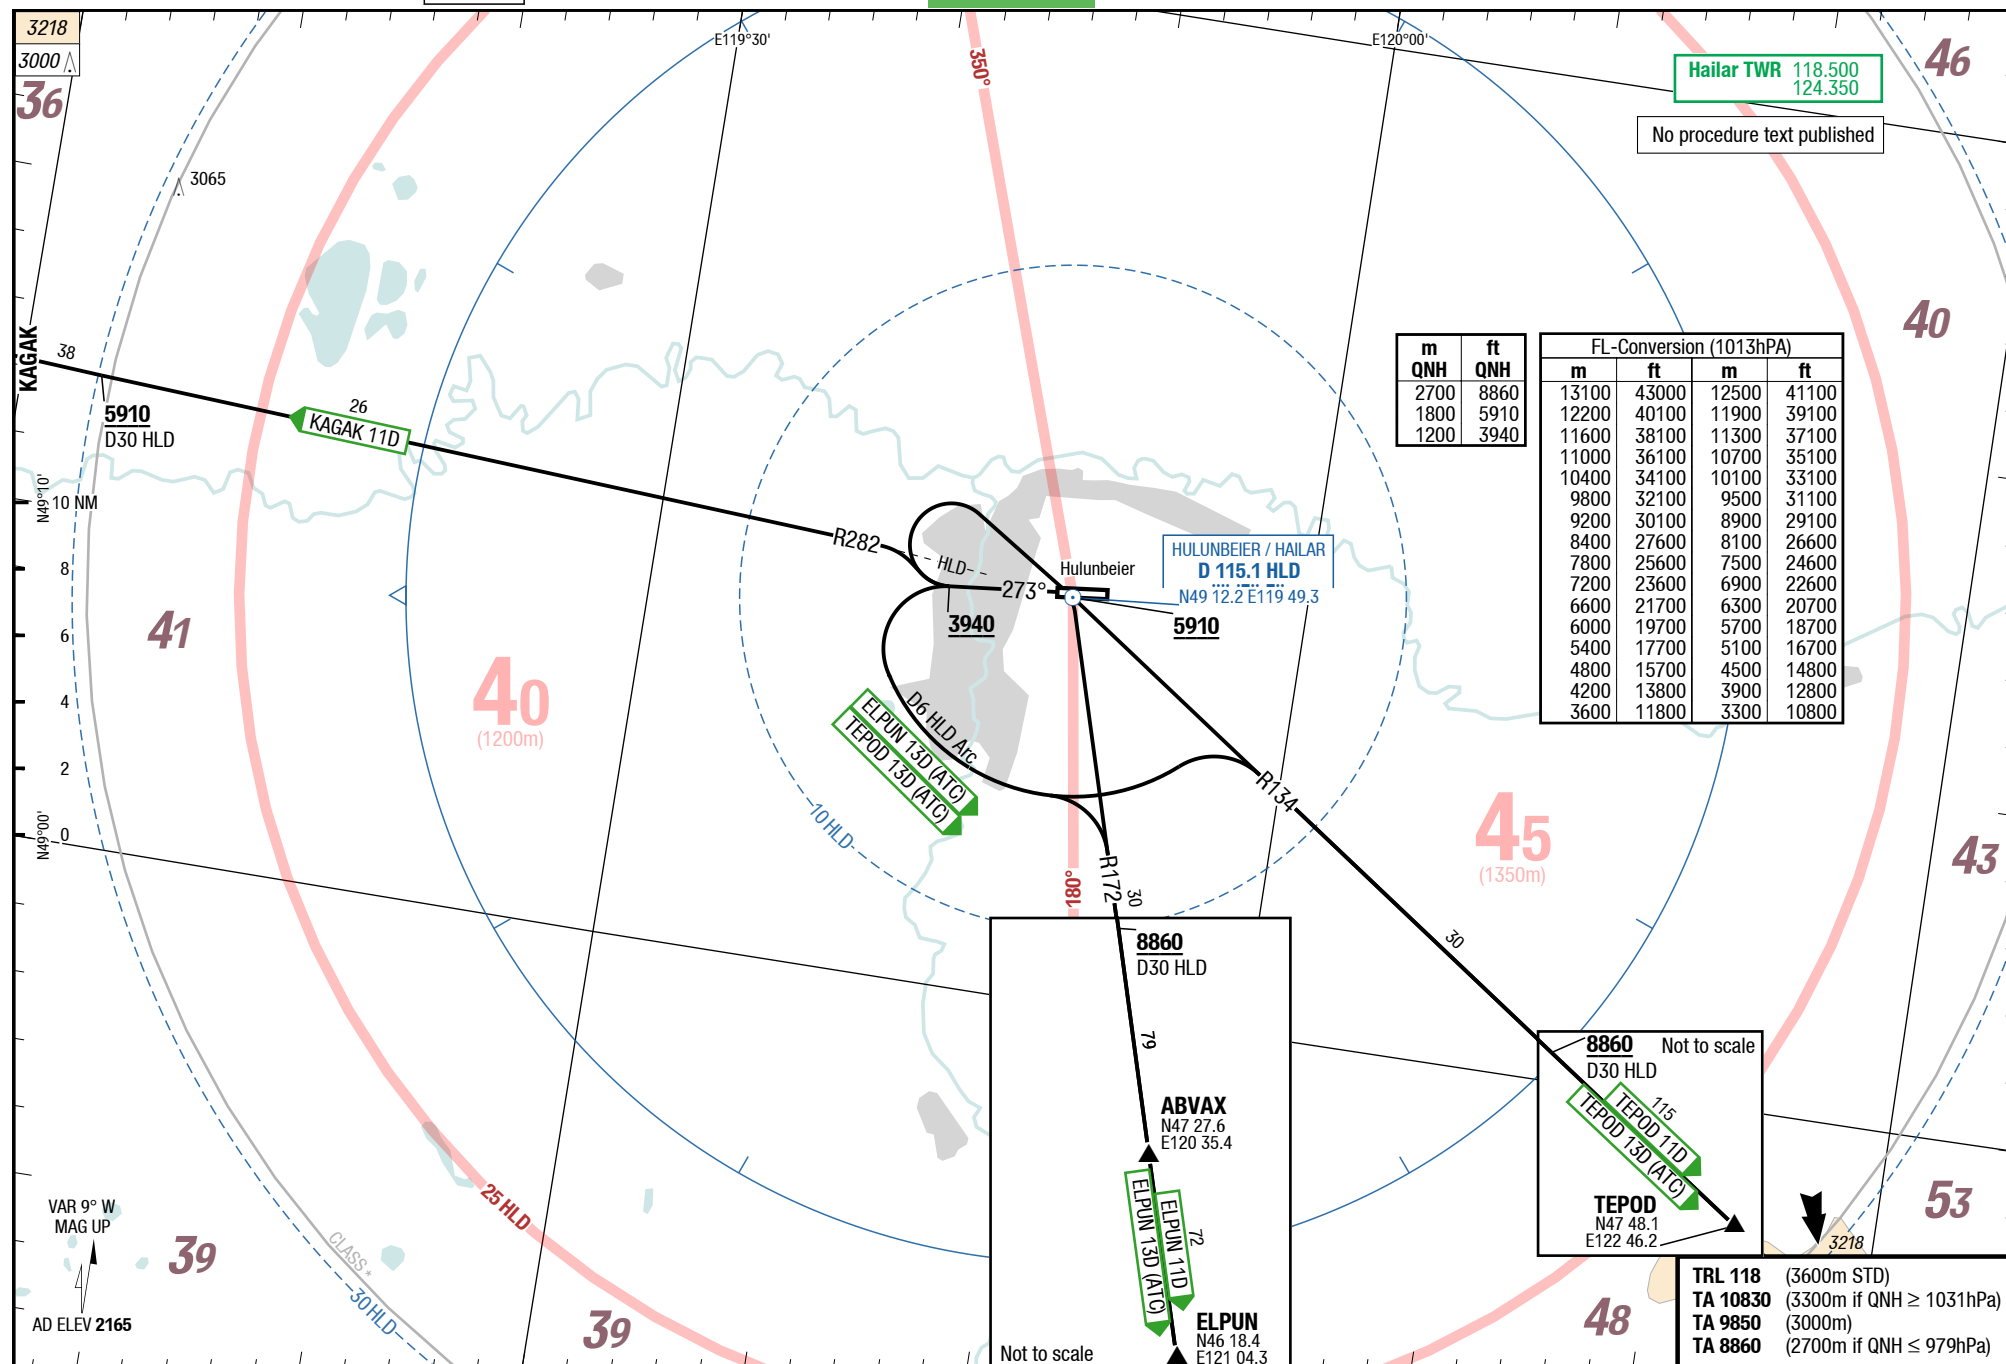 3218
3000
36
E119°30'
350°
E120°00'
46
Hailar TWR 118.500
124.350
No procedure text published
3065
40
KAGAK
38
5910
D30 HLD
26
KAGAK 11D
m ft
QNH QNH
2700 8860
1800 5910
1200 3940
FL-Conversion (1013hPA)
m ft m ft
13100 43000 12500 41100
12200 40100 11900 39100
11600 38100 11300 37100
11000 36100 10700 35100
10400 34100 10100 33100
9800 32100 9500 31100
9200 30100 8900 29100
8400 27600 8100 26600
7800 25600 7500 24600
7200 23600 6900 22600
6600 21700 6300 20700
6000 19700 5700 18700
5400 17700 5100 16700
4800 15700 4500 14800
4200 13800 3900 12800
3600 11800 3300 10800
N49°10'
10 NM
8
6
4
2
0
N49°00'
R282
HLD
273°
Hulunbeier
HULUNBEIER / HAILAR
D 115.1 HLD
N49 12.2 E119 49.3
3940
5910
41
40
(1200m)
D6 HLD Arc
ELPUN 13D (ATC)
TEPOD 13D (ATC)
10 HLD
R134
45
(1350m)
43
180°
R172
30
30
8860
D30 HLD
79
ABVAX
N47 27.6
E120 35.4
ELPUN 13D (ATC)
ELPUN 11D
72
ELPUN
N46 18.4
E121 04.3
Not to scale
8860 Not to scale
D30 HLD
115
TEPOD 11D
TEPOD 13D (ATC)
TEPOD
N47 48.1
E122 46.2
53
3218
25 HLD
VAR 9° W
MAG UP
39
CLASS *
30 HLD
AD ELEV 2165
39
48
TRL 118 (3600m STD)
TA 10830 (3300m if QNH ≥ 1031hPa)
TA 9850 (3000m)
TA 8860 (2700m if QNH ≤ 979hPa)